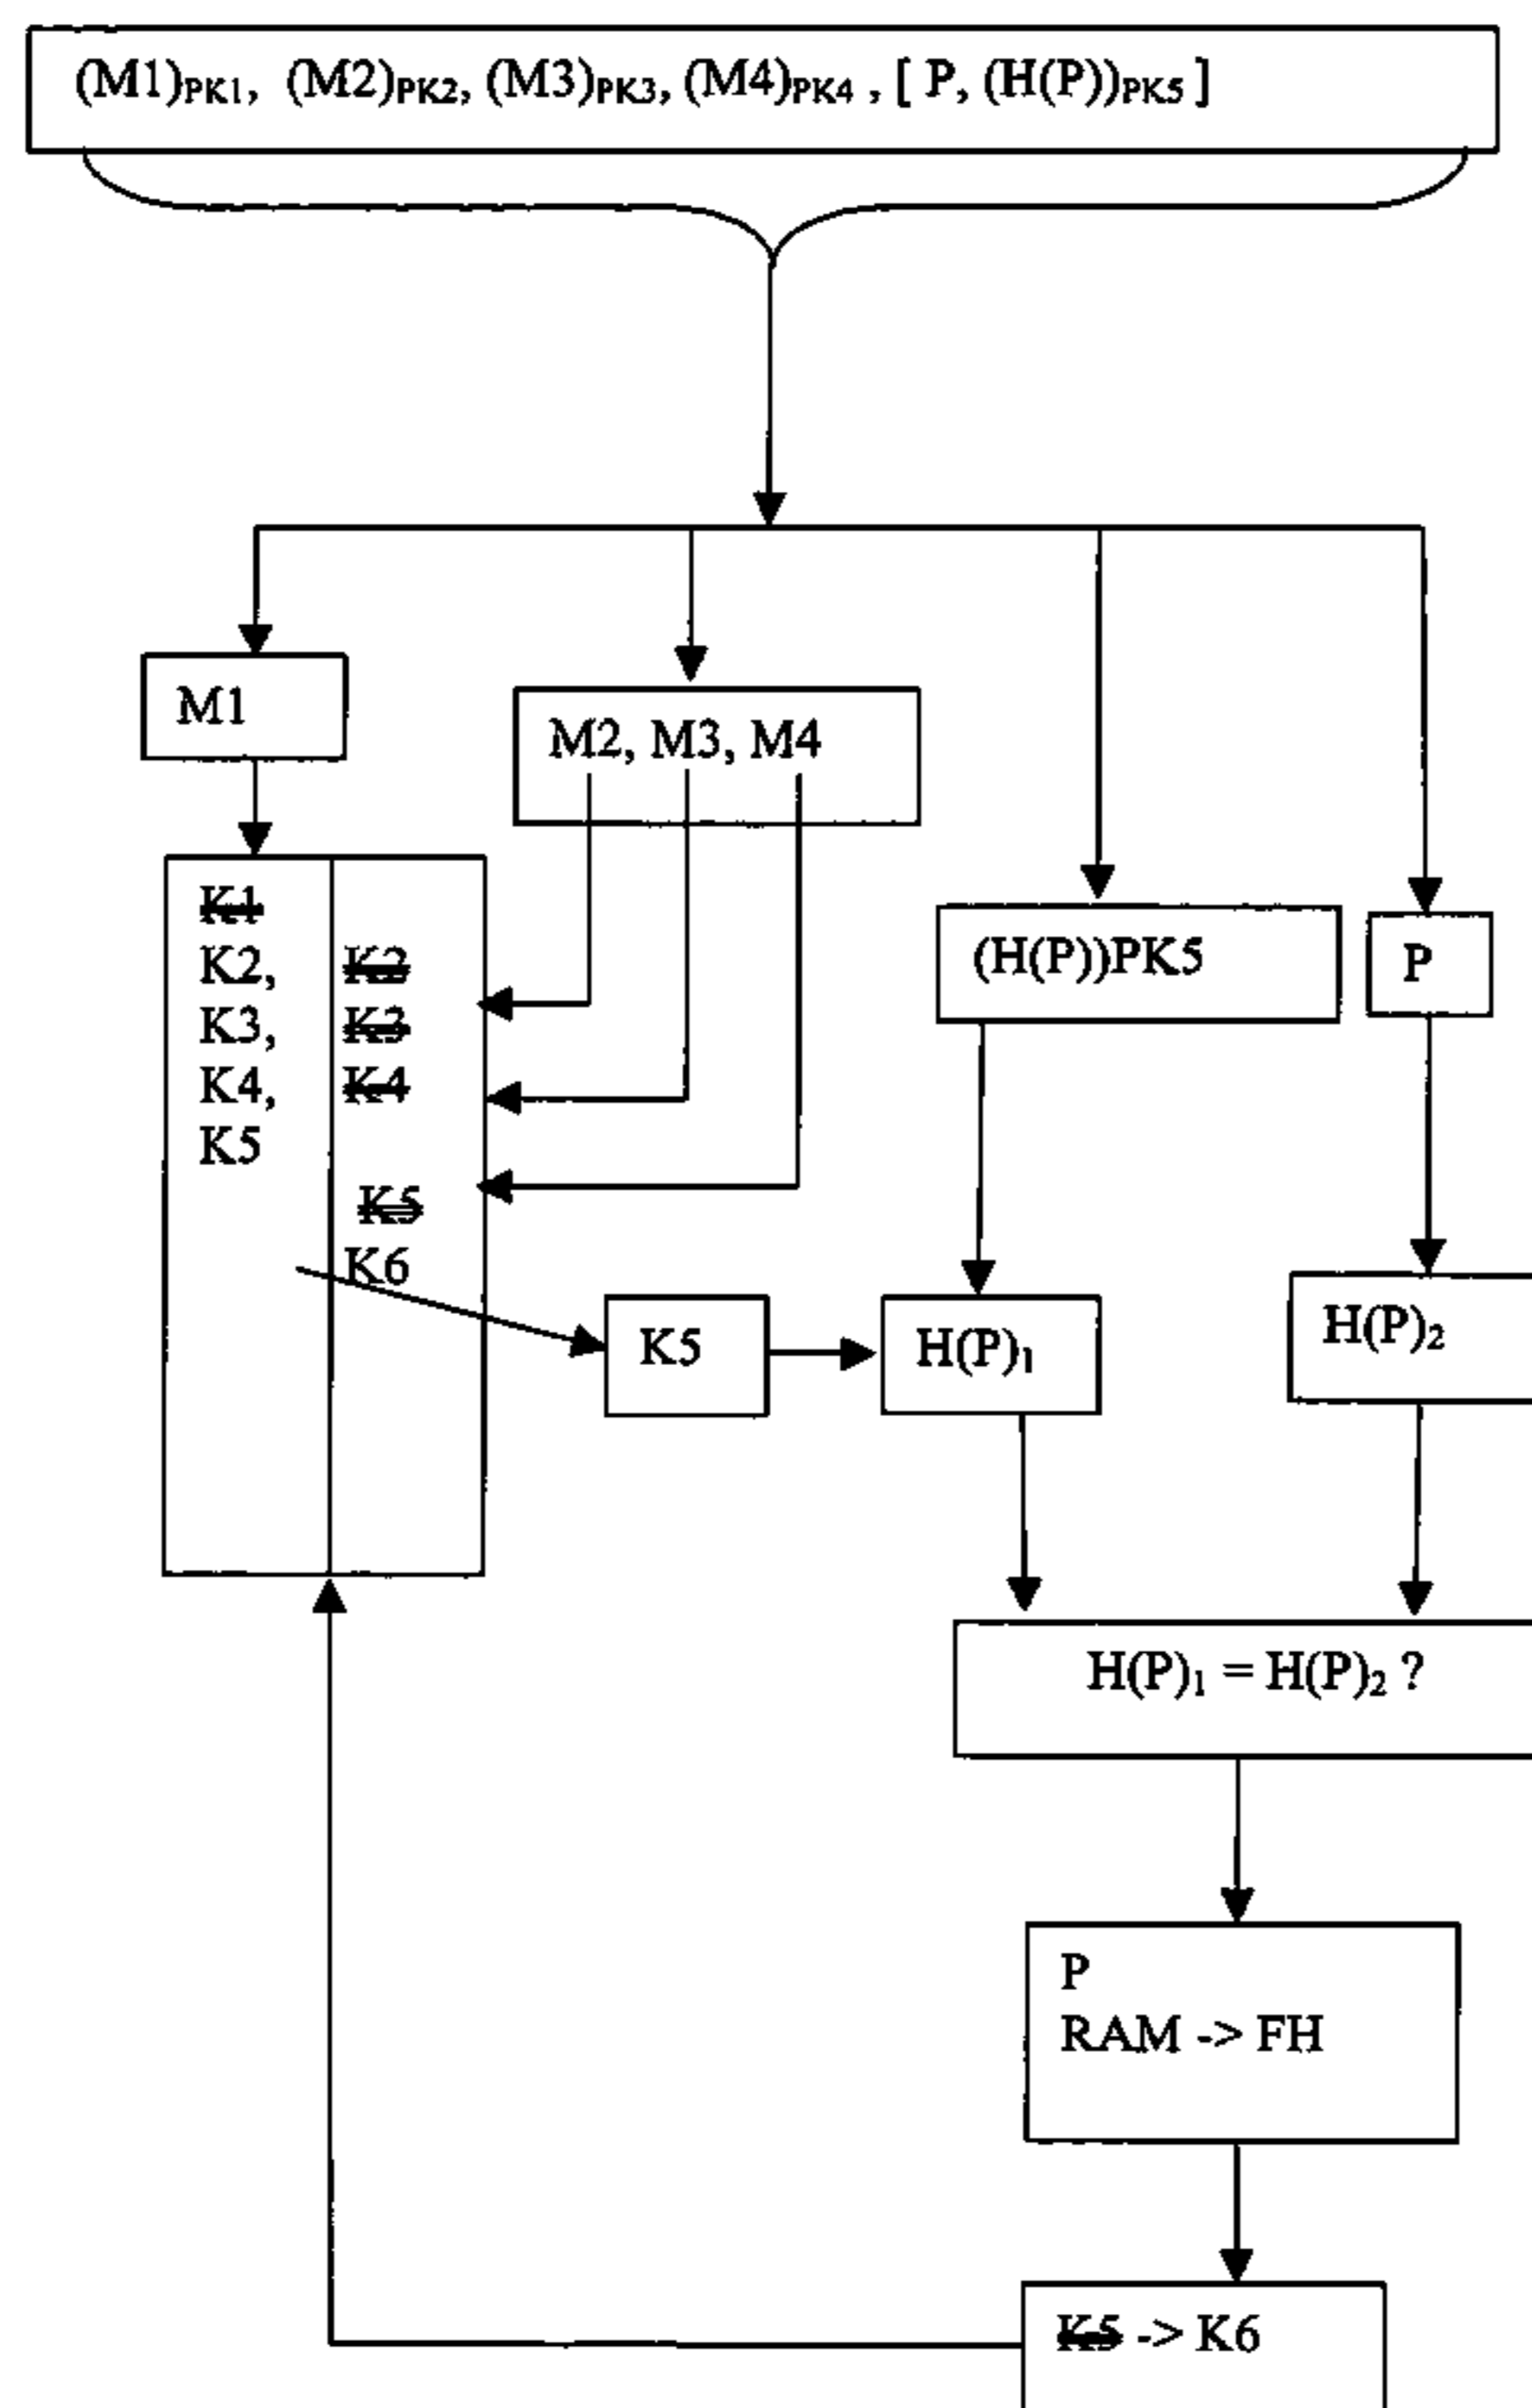 (M1)PK1, (M2)PK2, (M3)PK3, (M4)PK4 , [ P, (H(P))PK5 ]
M1
M2, M3, M4
K1
K2,
K3,
K4,
K5
K2
K3
K4
K5
K6
(H(P))PK5
P
K5
H(P)1
H(P)2
H(P)1 = H(P)2 ?
P
RAM -> FH
K5 -> K6